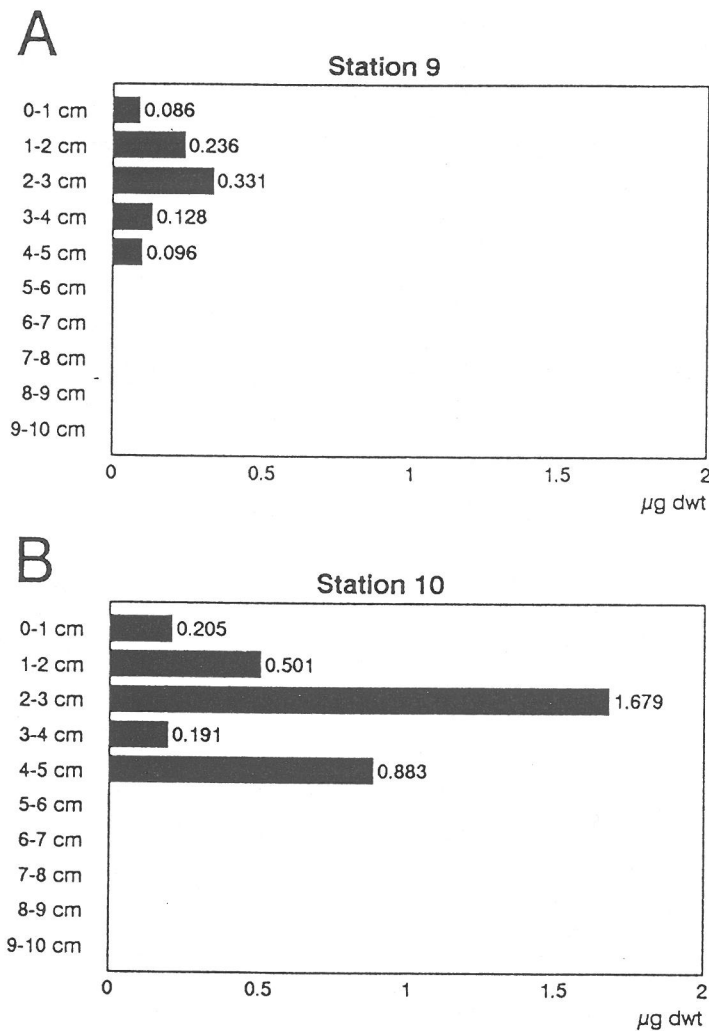 A
Station 9
0-1 cm 0.086
1-2 cm 0.236
2-3 cm 0.331
3-4 cm 0.128
4-5 cm 0.096
5-6 cm
6-7 cm
7-8 cm
8-9 cm
9-10 cm
0 0.5 1 1.5 2
µg dwt
B
Station 10
0-1 cm 0.205
1-2 cm 0.501
2-3 cm 1.679
3-4 cm 0.191
4-5 cm 0.883
5-6 cm
6-7 cm
7-8 cm
8-9 cm
9-10 cm
0 0.5 1 1.5 2
µg dwt